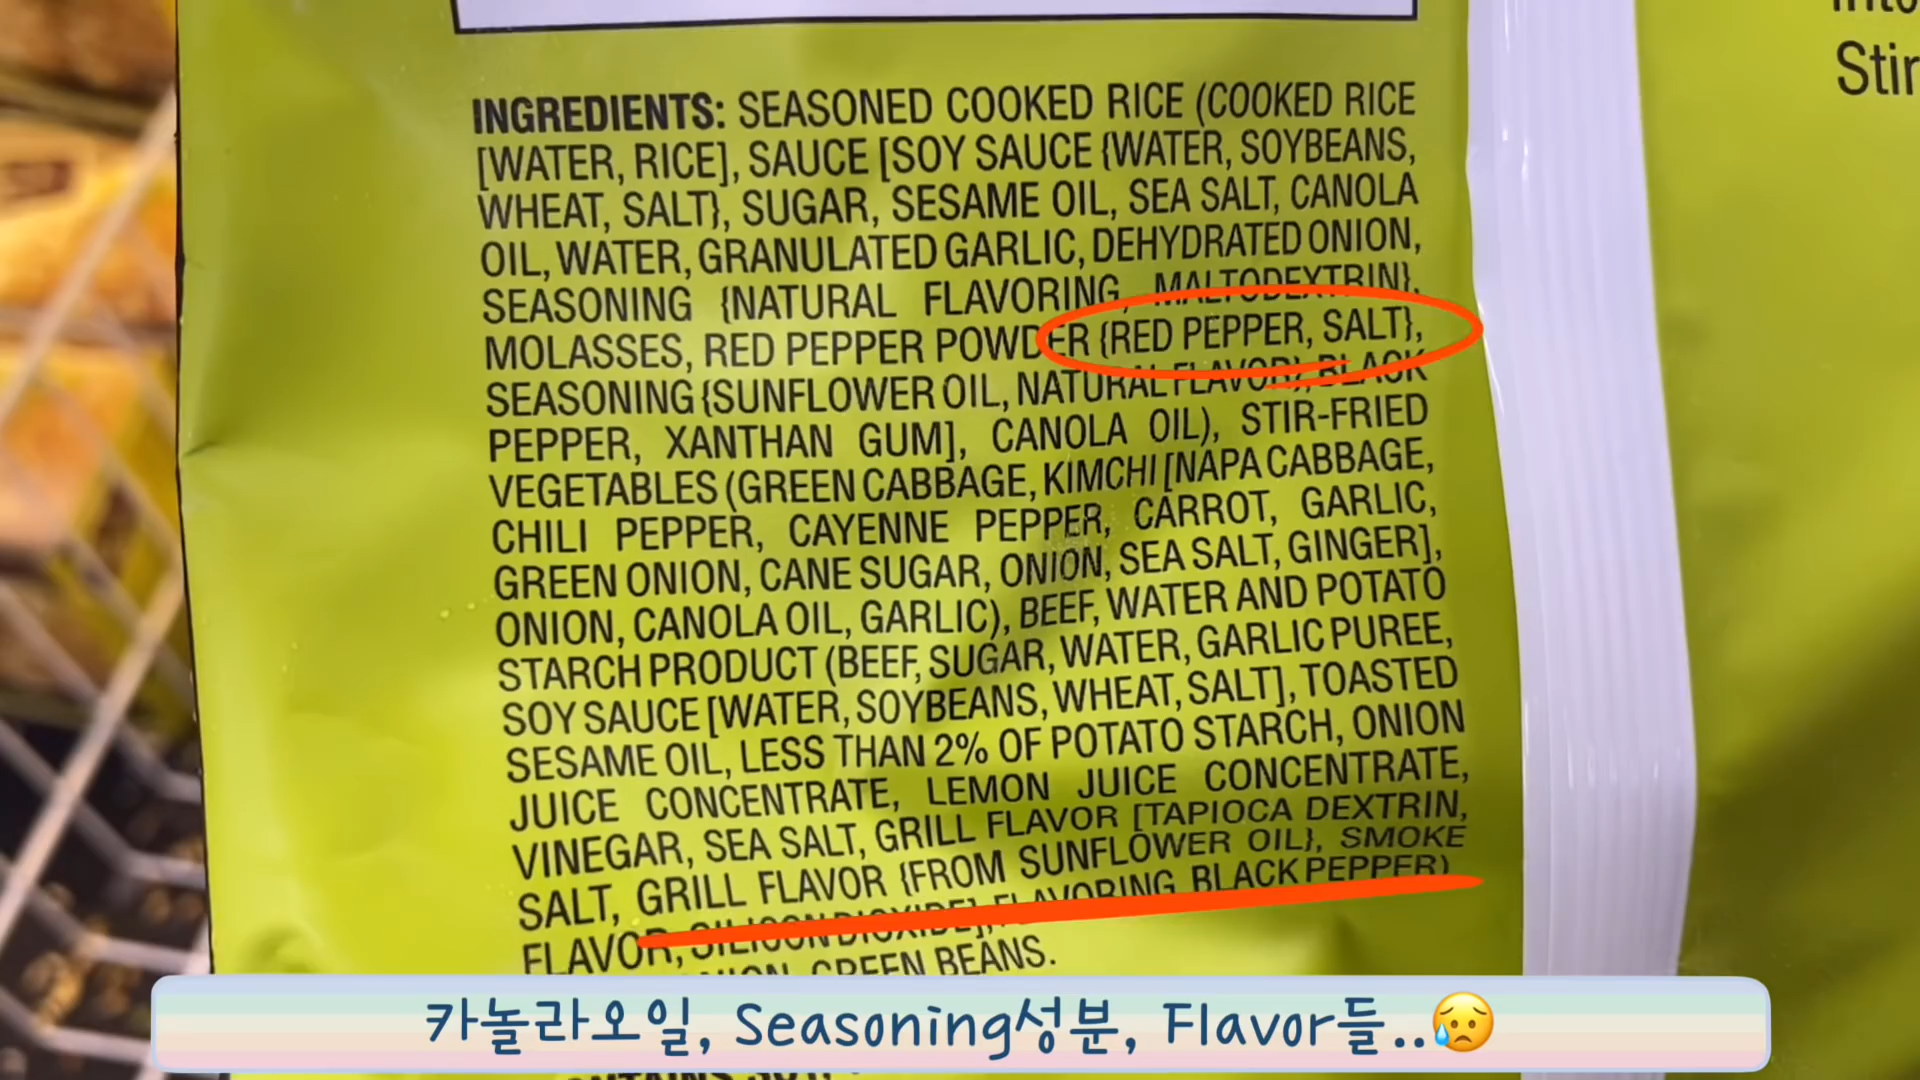 Stir
INGREDIENTS: SEASONED COOKED RICE (COOKED RICE
[WATER, RICE], SAUCE [SOY SAUCE {WATER, SOYBEANS,
WHEAT, SALT}, SUGAR, SESAME OIL, SEA SALT, CANOLA
OIL, WATER, GRANULATED GARLIC, DEHYDRATED ONION,
SEASONING {NATURAL FLAVORING, MALTODEXTRIN},
MOLASSES, RED PEPPER POWDER {RED PEPPER, SALT},
SEASONING {SUNFLOWER OIL, NATURAL FLAVOR}, BLACK
PEPPER, XANTHAN GUM], CANOLA OIL), STIR-FRIED
VEGETABLES (GREEN CABBAGE, KIMCHI [NAPA CABBAGE,
CHILI PEPPER, CAYENNE PEPPER, CARROT, GARLIC,
GREEN ONION, CANE SUGAR, ONION, SEA SALT, GINGER],
ONION, CANOLA OIL, GARLIC), BEEF, WATER AND POTATO
STARCH PRODUCT (BEEF, SUGAR, WATER, GARLIC PUREE,
SOY SAUCE [WATER, SOYBEANS, WHEAT, SALT], TOASTED
SESAME OIL, LESS THAN 2% OF POTATO STARCH, ONION
JUICE CONCENTRATE, LEMON JUICE CONCENTRATE,
VINEGAR, SEA SALT, GRILL FLAVOR [TAPIOCA DEXTRIN,
SALT, GRILL FLAVOR {FROM SUNFLOWER OIL}, SMOKE
FLAVOR, SILICON DIOXIDE], FLAVORING, BLACK PEPPER)
GREEN BEANS.
카놀라오일, Seasoning성분, Flavor들..😥